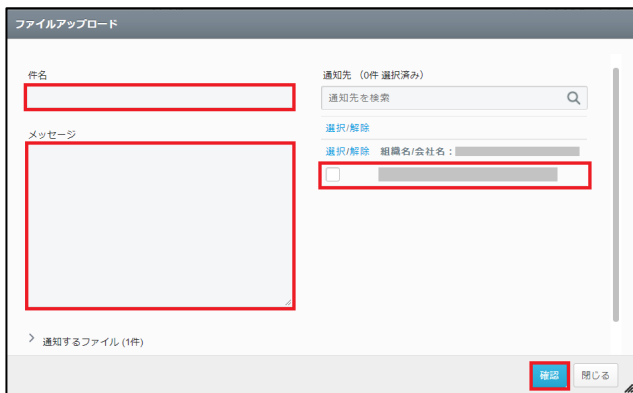 ファイルアップロード
件名
メッセージ
通知するファイル (1件)
通知先 (0件 選択済み)
通知先を検索
選択/解除
選択/解除 組織名/会社名：
確認
閉じる